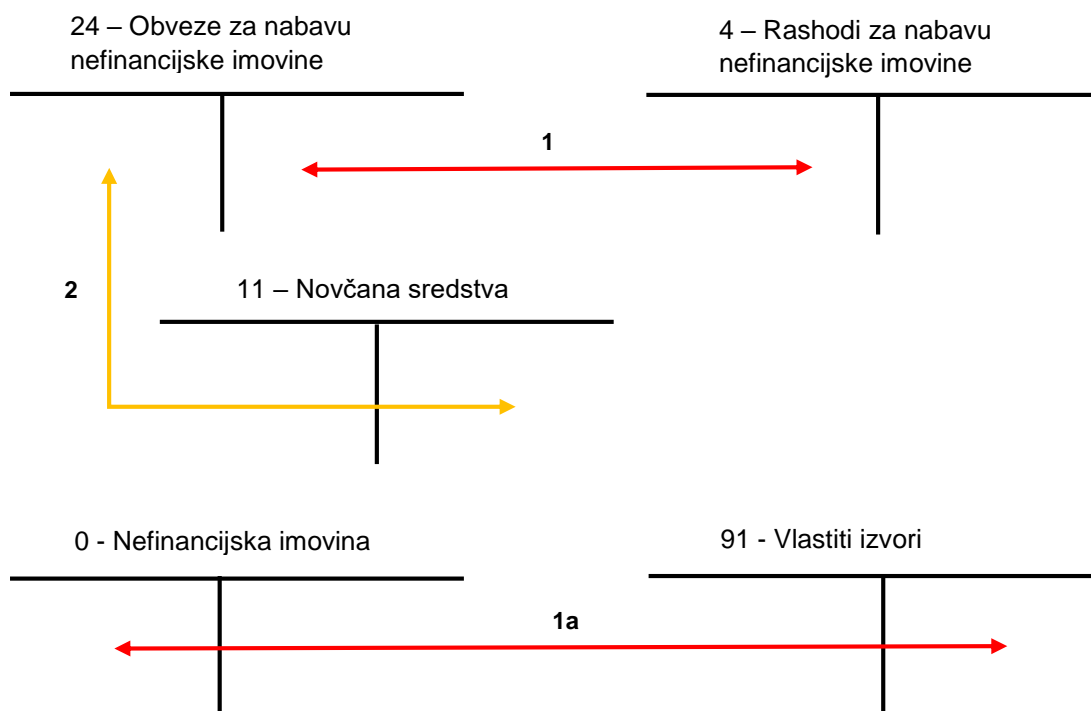 24 – Obveze za nabavu
nefinancijske imovine
4 – Rashodi za nabavu
nefinancijske imovine
1
2
11 – Novčana sredstva
0 - Nefinancijska imovina
91 - Vlastiti izvori
1a